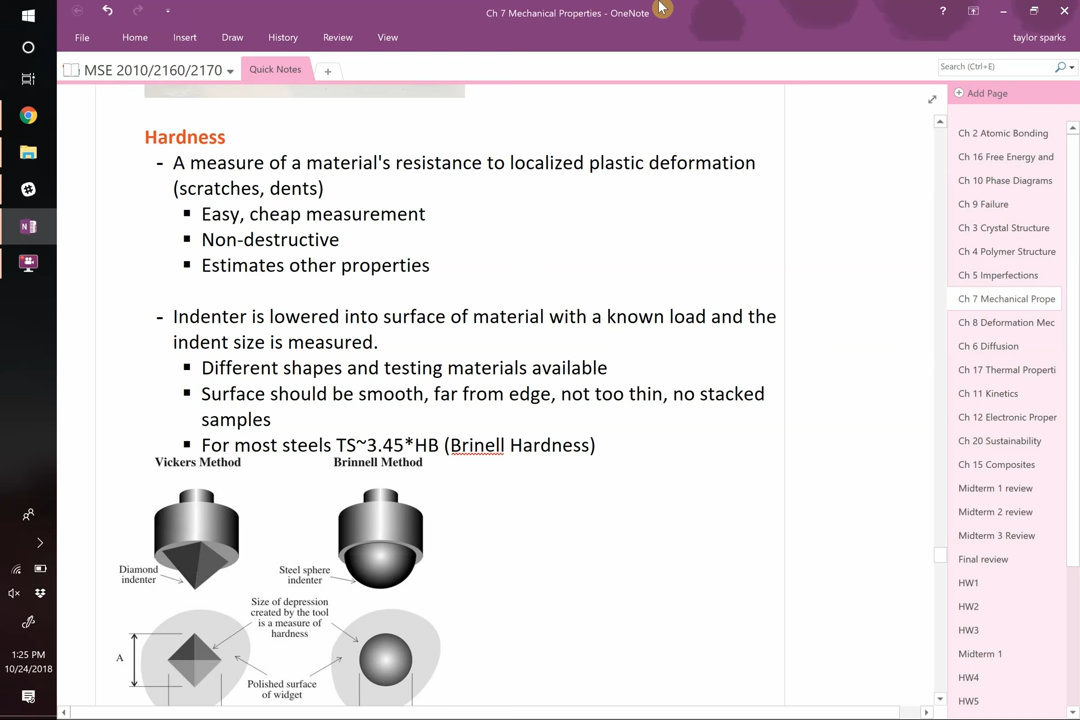 Ch 7 Mechanical Properties - OneNote
?
File
Home
Insert
Draw
History
Review
View
taylor sparks
MSE 2010/2160/2170
Quick Notes
+
Search (Ctrl+E)
Add Page
Hardness
- A measure of a material's resistance to localized plastic deformation
(scratches, dents)
▪ Easy, cheap measurement
▪ Non-destructive
▪ Estimates other properties
- Indenter is lowered into surface of material with a known load and the
indent size is measured.
▪ Different shapes and testing materials available
▪ Surface should be smooth, far from edge, not too thin, no stacked
samples
▪ For most steels TS~3.45*HB (Brinell Hardness)
Vickers Method
Brinnell Method
Diamond
indenter
Steel sphere
indenter
Size of depression
created by the tool
is a measure of
hardness
A
Polished surface
of widget
Ch 2 Atomic Bonding
Ch 16 Free Energy and
Ch 10 Phase Diagrams
Ch 9 Failure
Ch 3 Crystal Structure
Ch 4 Polymer Structure
Ch 5 Imperfections
Ch 7 Mechanical Prope
Ch 8 Deformation Mec
Ch 6 Diffusion
Ch 17 Thermal Properti
Ch 11 Kinetics
Ch 12 Electronic Proper
Ch 20 Sustainability
Ch 15 Composites
Midterm 1 review
Midterm 2 review
Midterm 3 Review
Final review
HW1
HW2
HW3
Midterm 1
HW4
HW5
N
1:25 PM
10/24/2018